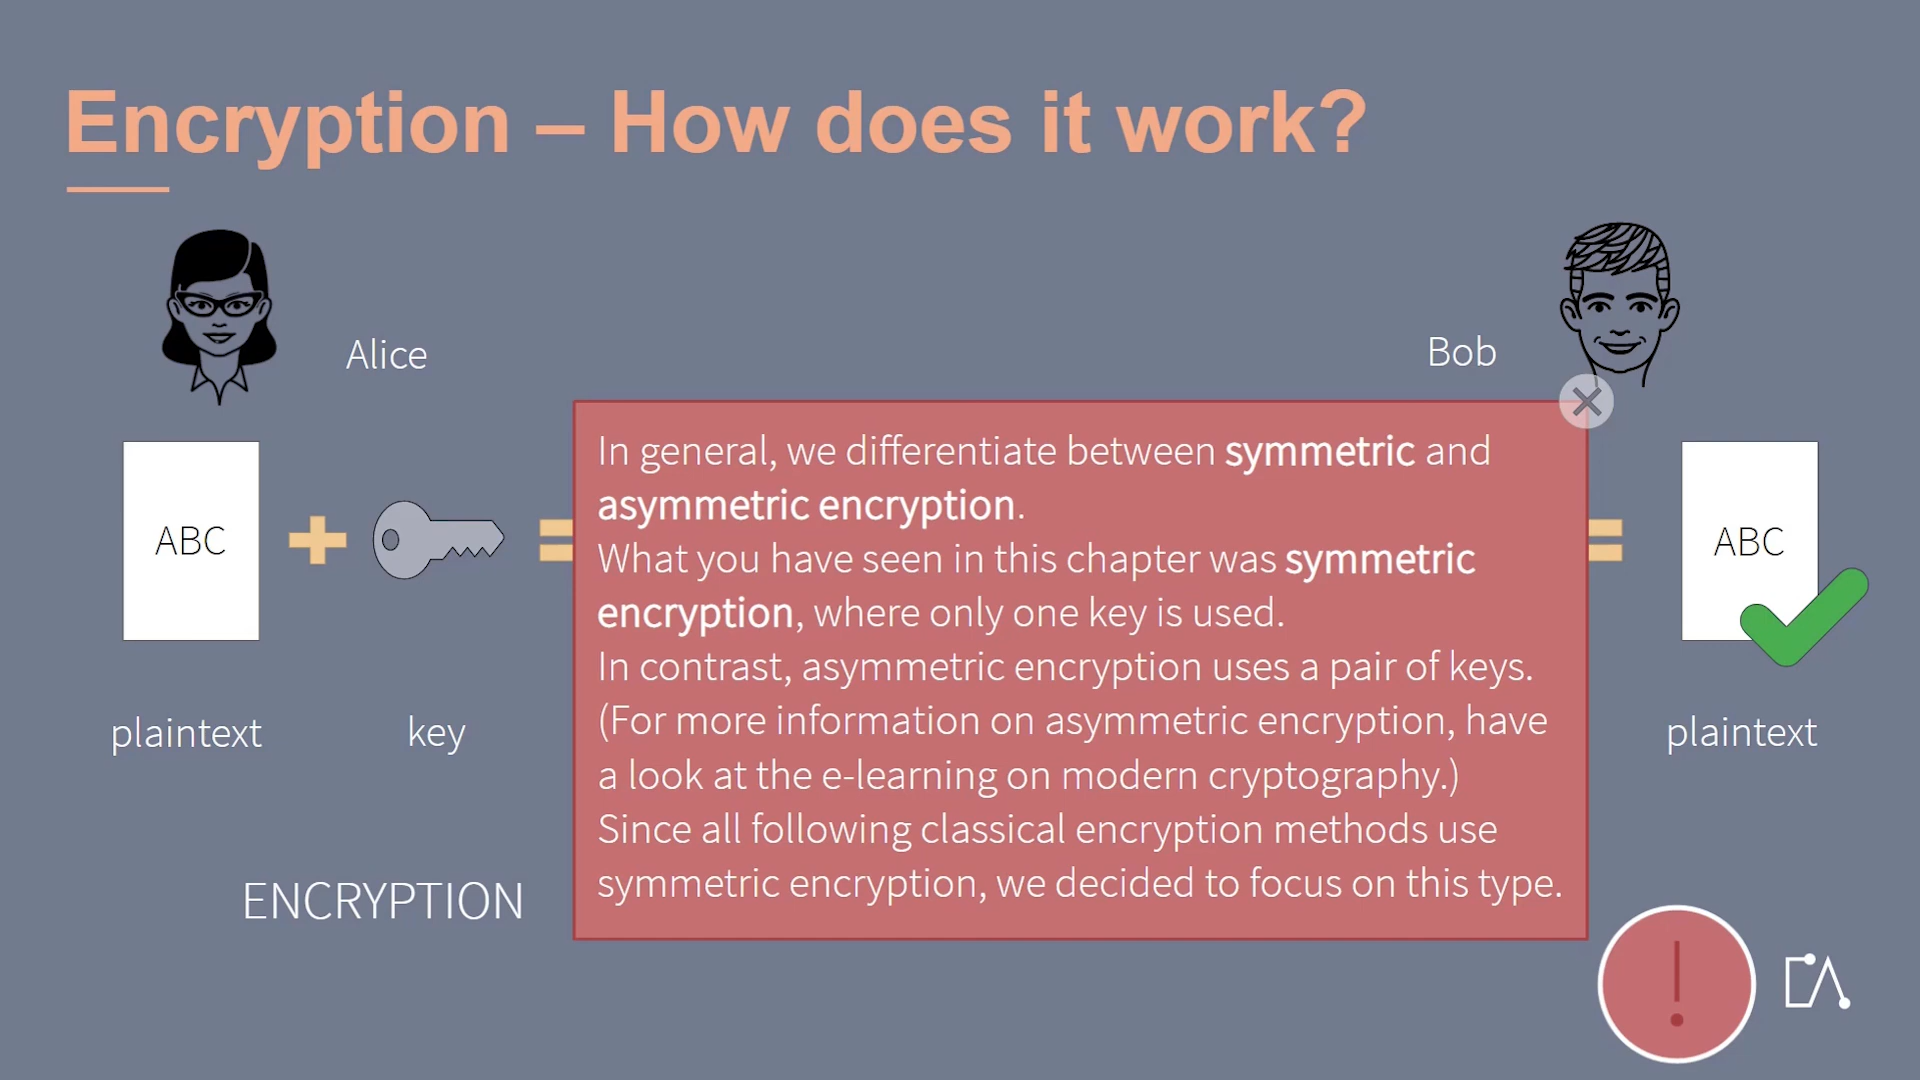 Encryption – How does it work?
Alice
Bob
ABC
In general, we differentiate between symmetric and
asymmetric encryption.
What you have seen in this chapter was symmetric
encryption, where only one key is used.
In contrast, asymmetric encryption uses a pair of keys.
(For more information on asymmetric encryption, have
a look at the e-learning on modern cryptography.)
Since all following classical encryption methods use
symmetric encryption, we decided to focus on this type.
ABC
plaintext
key
plaintext
ENCRYPTION
!